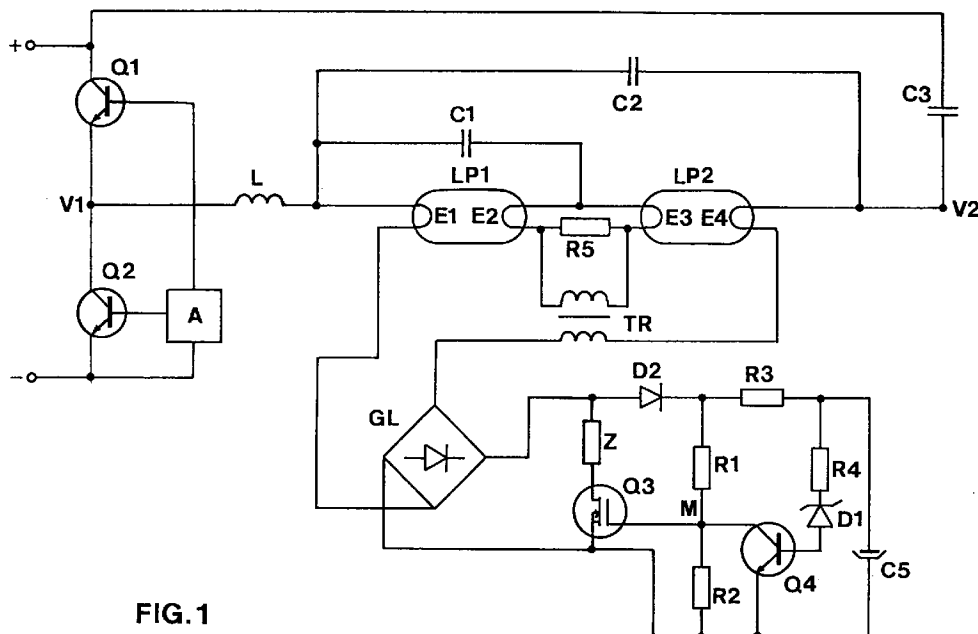 +
Q1
C2
C3
C1
L
LP1
LP2
V1
E1 E2
E3 E4
V2
R5
Q2
A
TR
−
D2
R3
GL
Z
R1
R4
Q3
M
D1
Q4
C5
R2
FIG.1